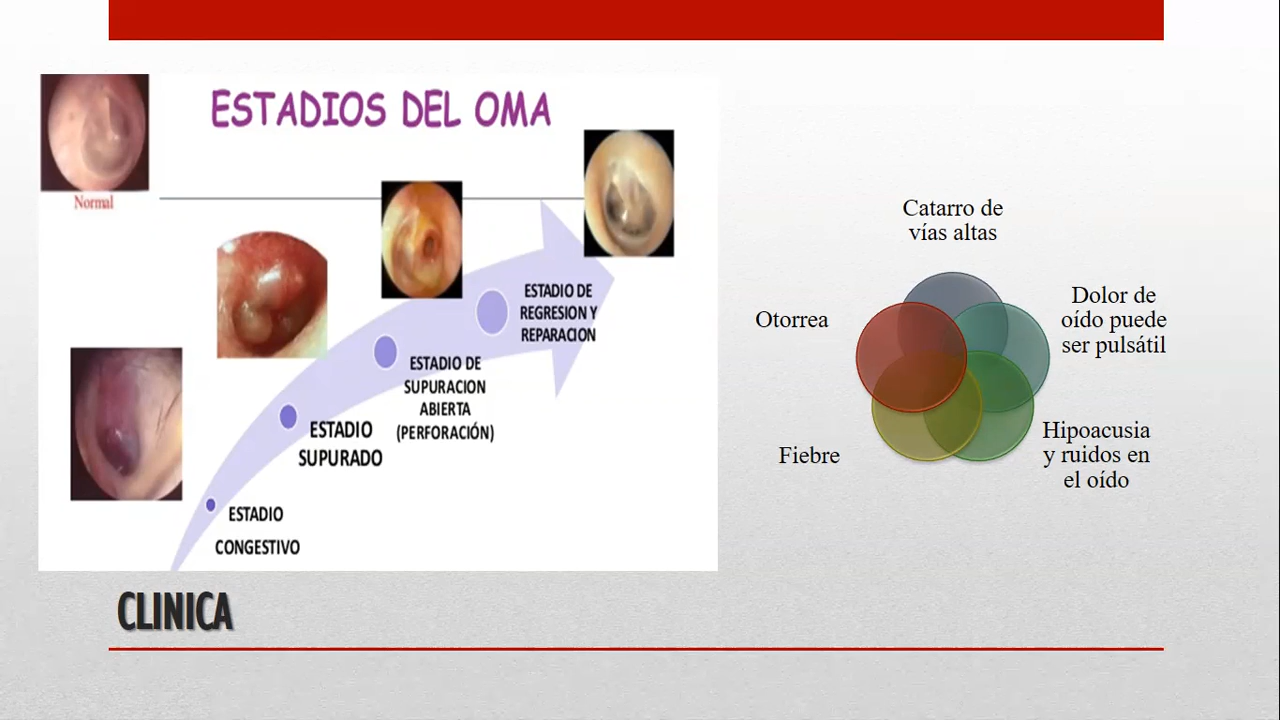 ESTADIOS DEL OMA
Normal
ESTADIO DE
REGRESION Y
REPARACION
ESTADIO DE
SUPURACION
ABIERTA
(PERFORACIÓN)
ESTADIO
SUPURADO
ESTADIO
CONGESTIVO
Catarro de
vías altas
Dolor de
oído puede
ser pulsátil
Hipoacusia
y ruidos en
el oído
Fiebre
Otorrea
CLINICA